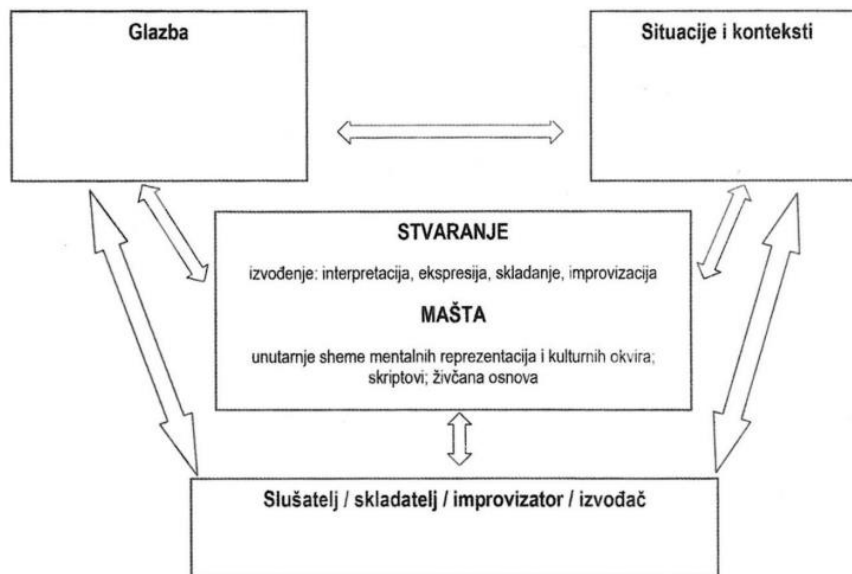 Glazba
Situacije i konteksti
STVARANJE
izvođenje: interpretacija, ekspresija, skladanje, improvizacija
MAŠTA
unutarnje sheme mentalnih reprezentacija i kulturnih okvira;
skriptovi; živčana osnova
Slušatelj / skladatelj / improvizator / izvođač